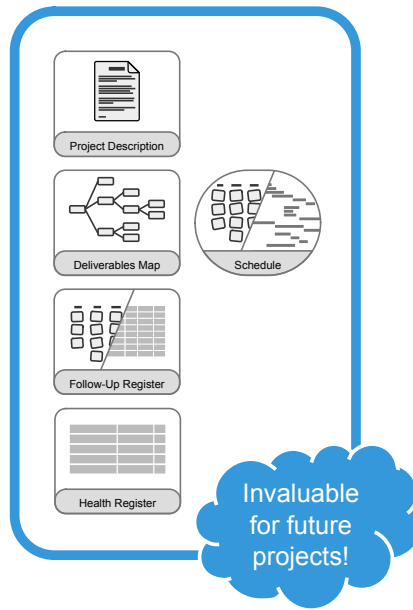 Project Description
Deliverables Map
Schedule
Follow-Up Register
Health Register
Invaluable
for future
projects!